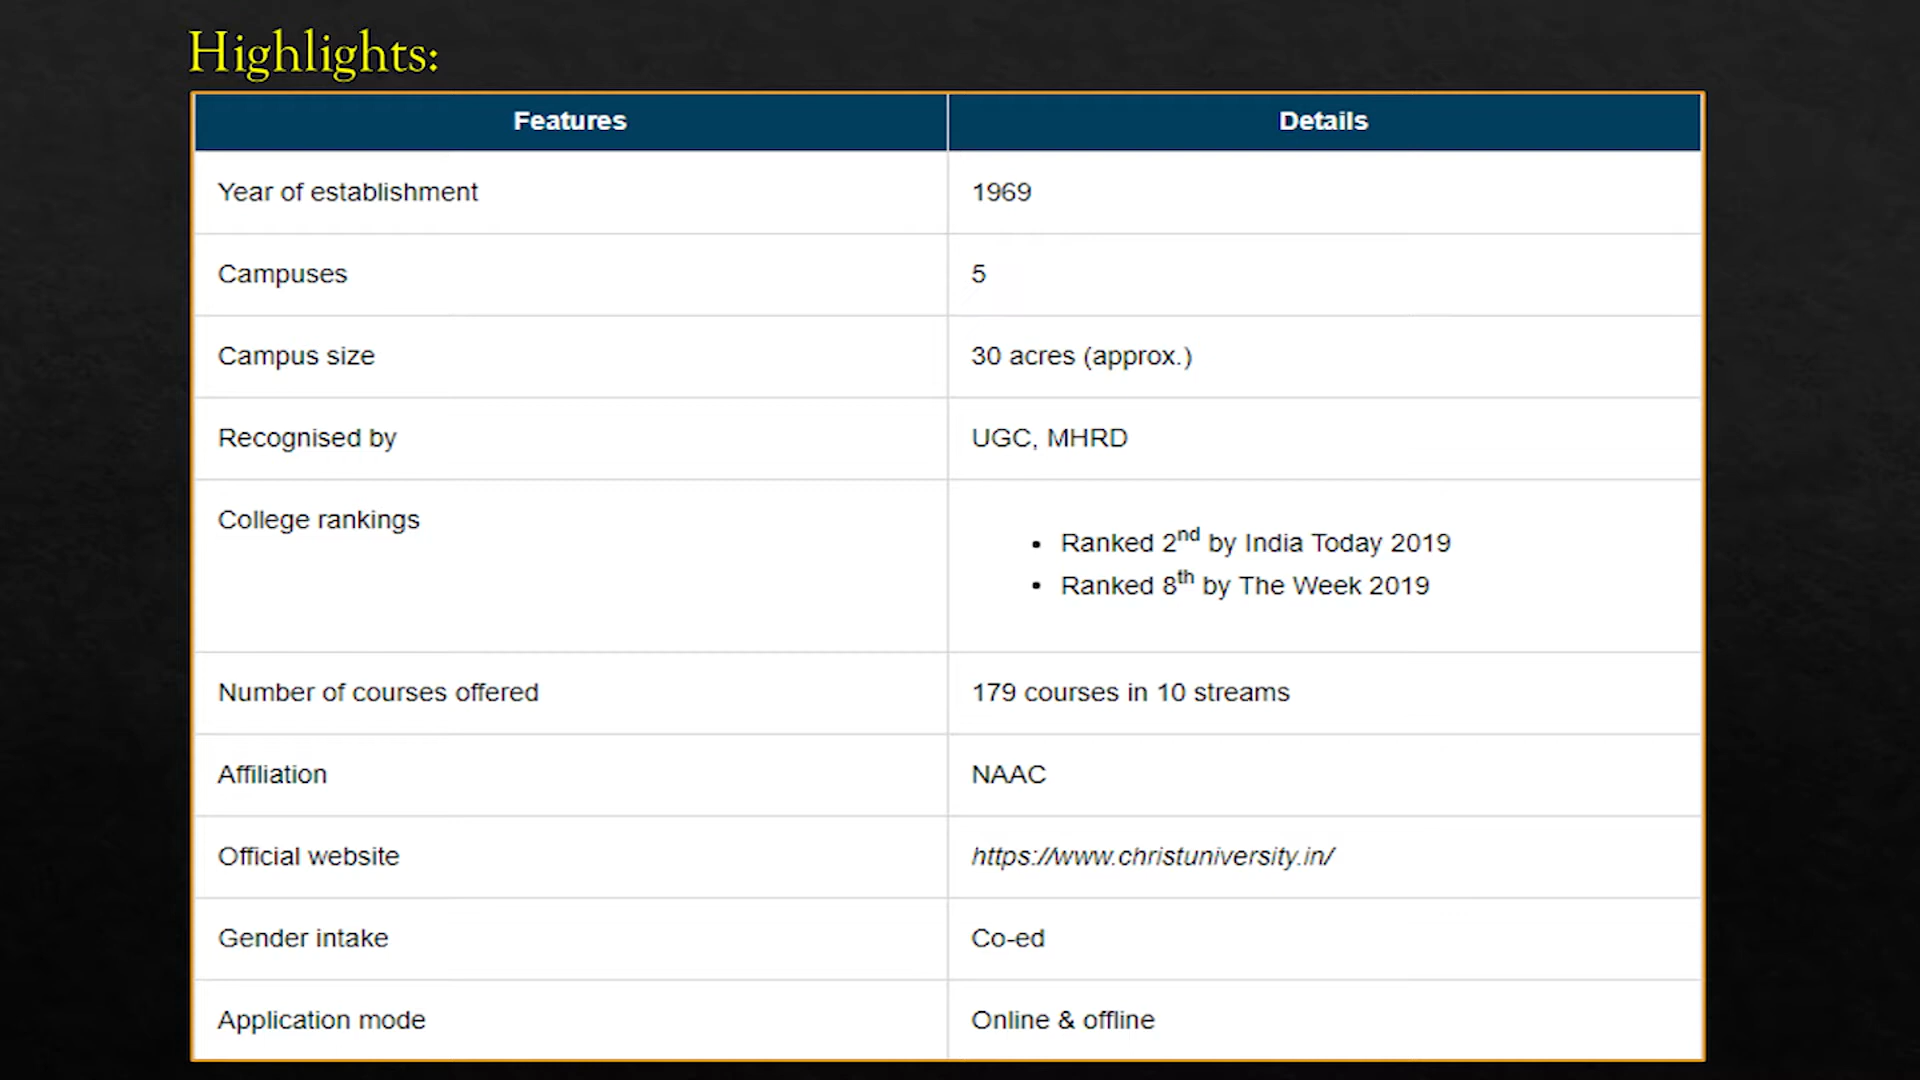 Highlights:
Features Details
Year of establishment 1969
Campuses 5
Campus size 30 acres (approx.)
Recognised by UGC, MHRD
College rankings
• Ranked 2nd by India Today 2019
• Ranked 8th by The Week 2019
Number of courses offered 179 courses in 10 streams
Affiliation NAAC
Official website https://www.christuniversity.in/
Gender intake Co-ed
Application mode Online & offline